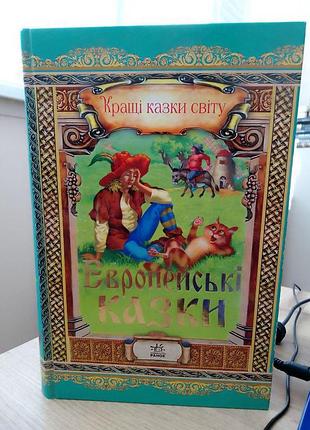 Кращі казки світу
Європейські
казки
РАНОК